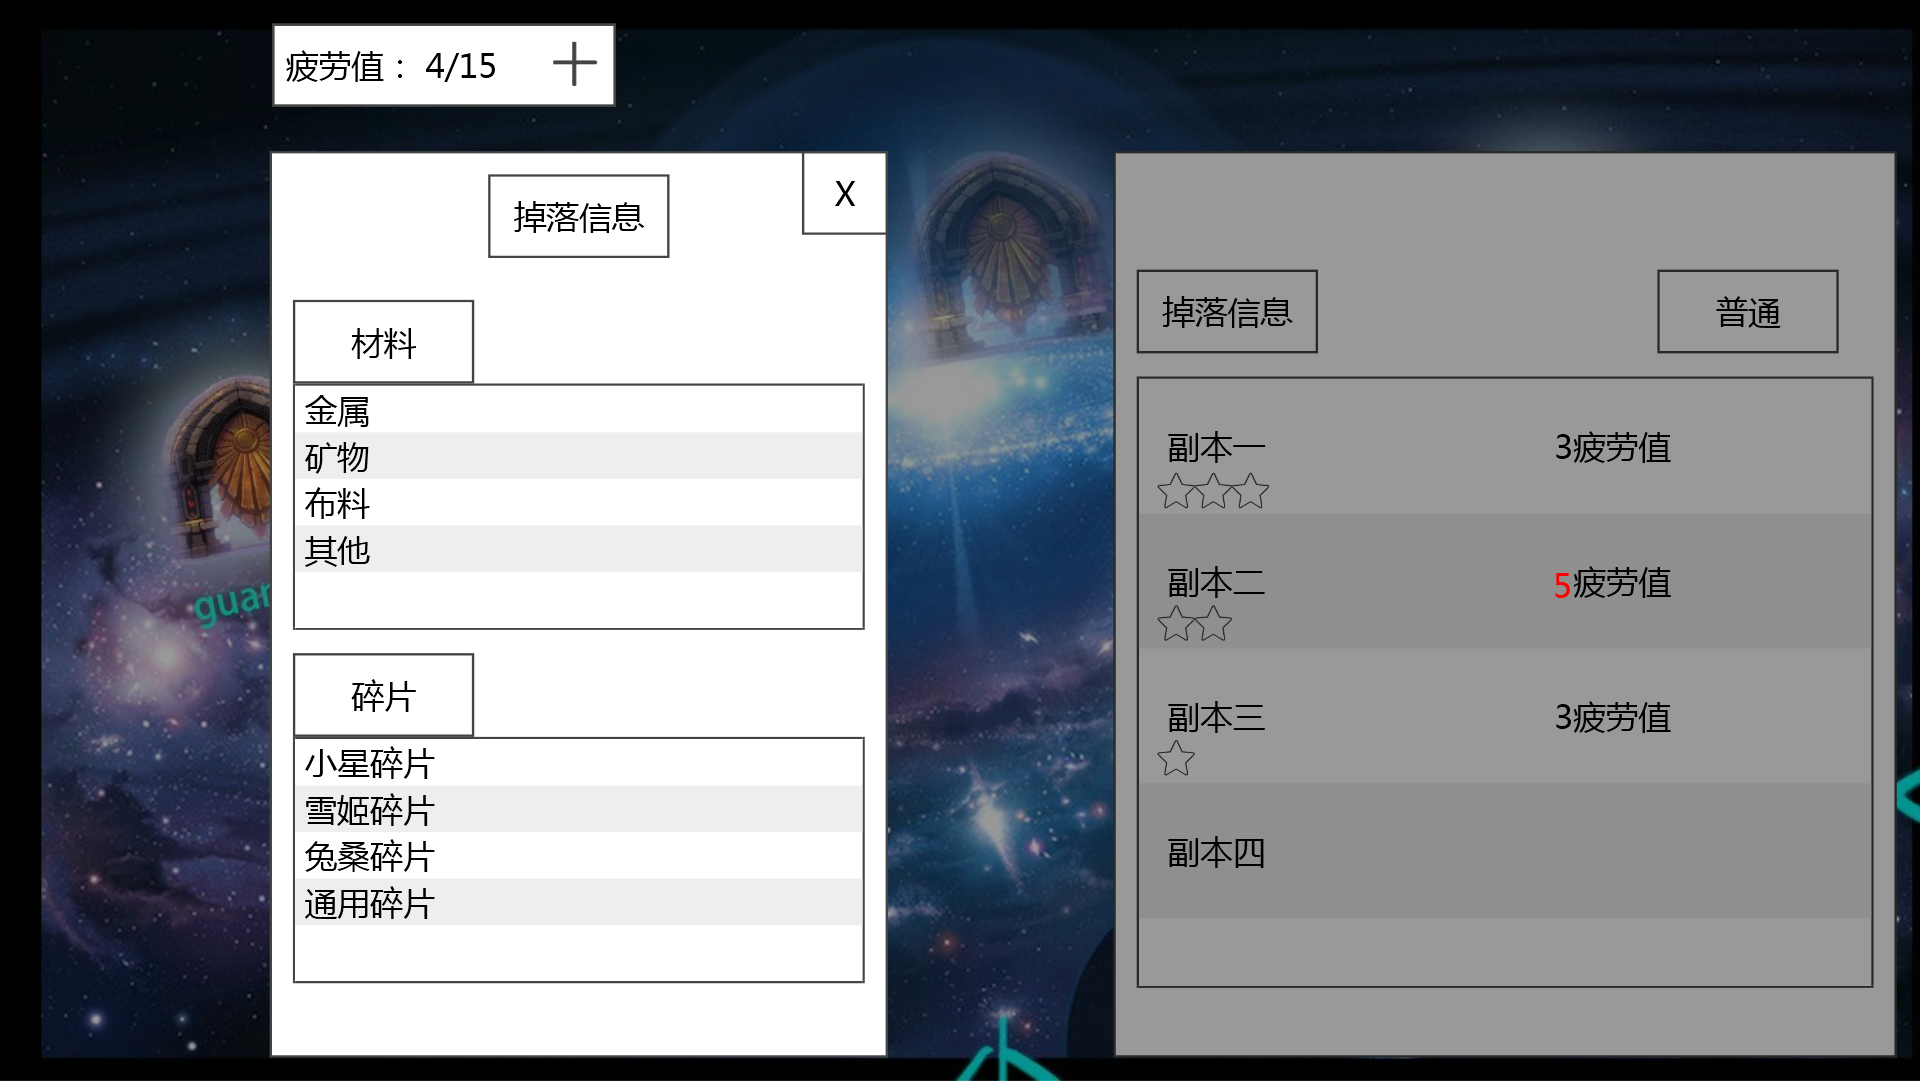 疲劳值： 4/15
掉落信息
X
材料
金属
矿物
布料
其他
碎片
小星碎片
雪姬碎片
兔桑碎片
通用碎片
guan
掉落信息
普通
副本一 3疲劳值
副本二 5疲劳值
副本三 3疲劳值
副本四